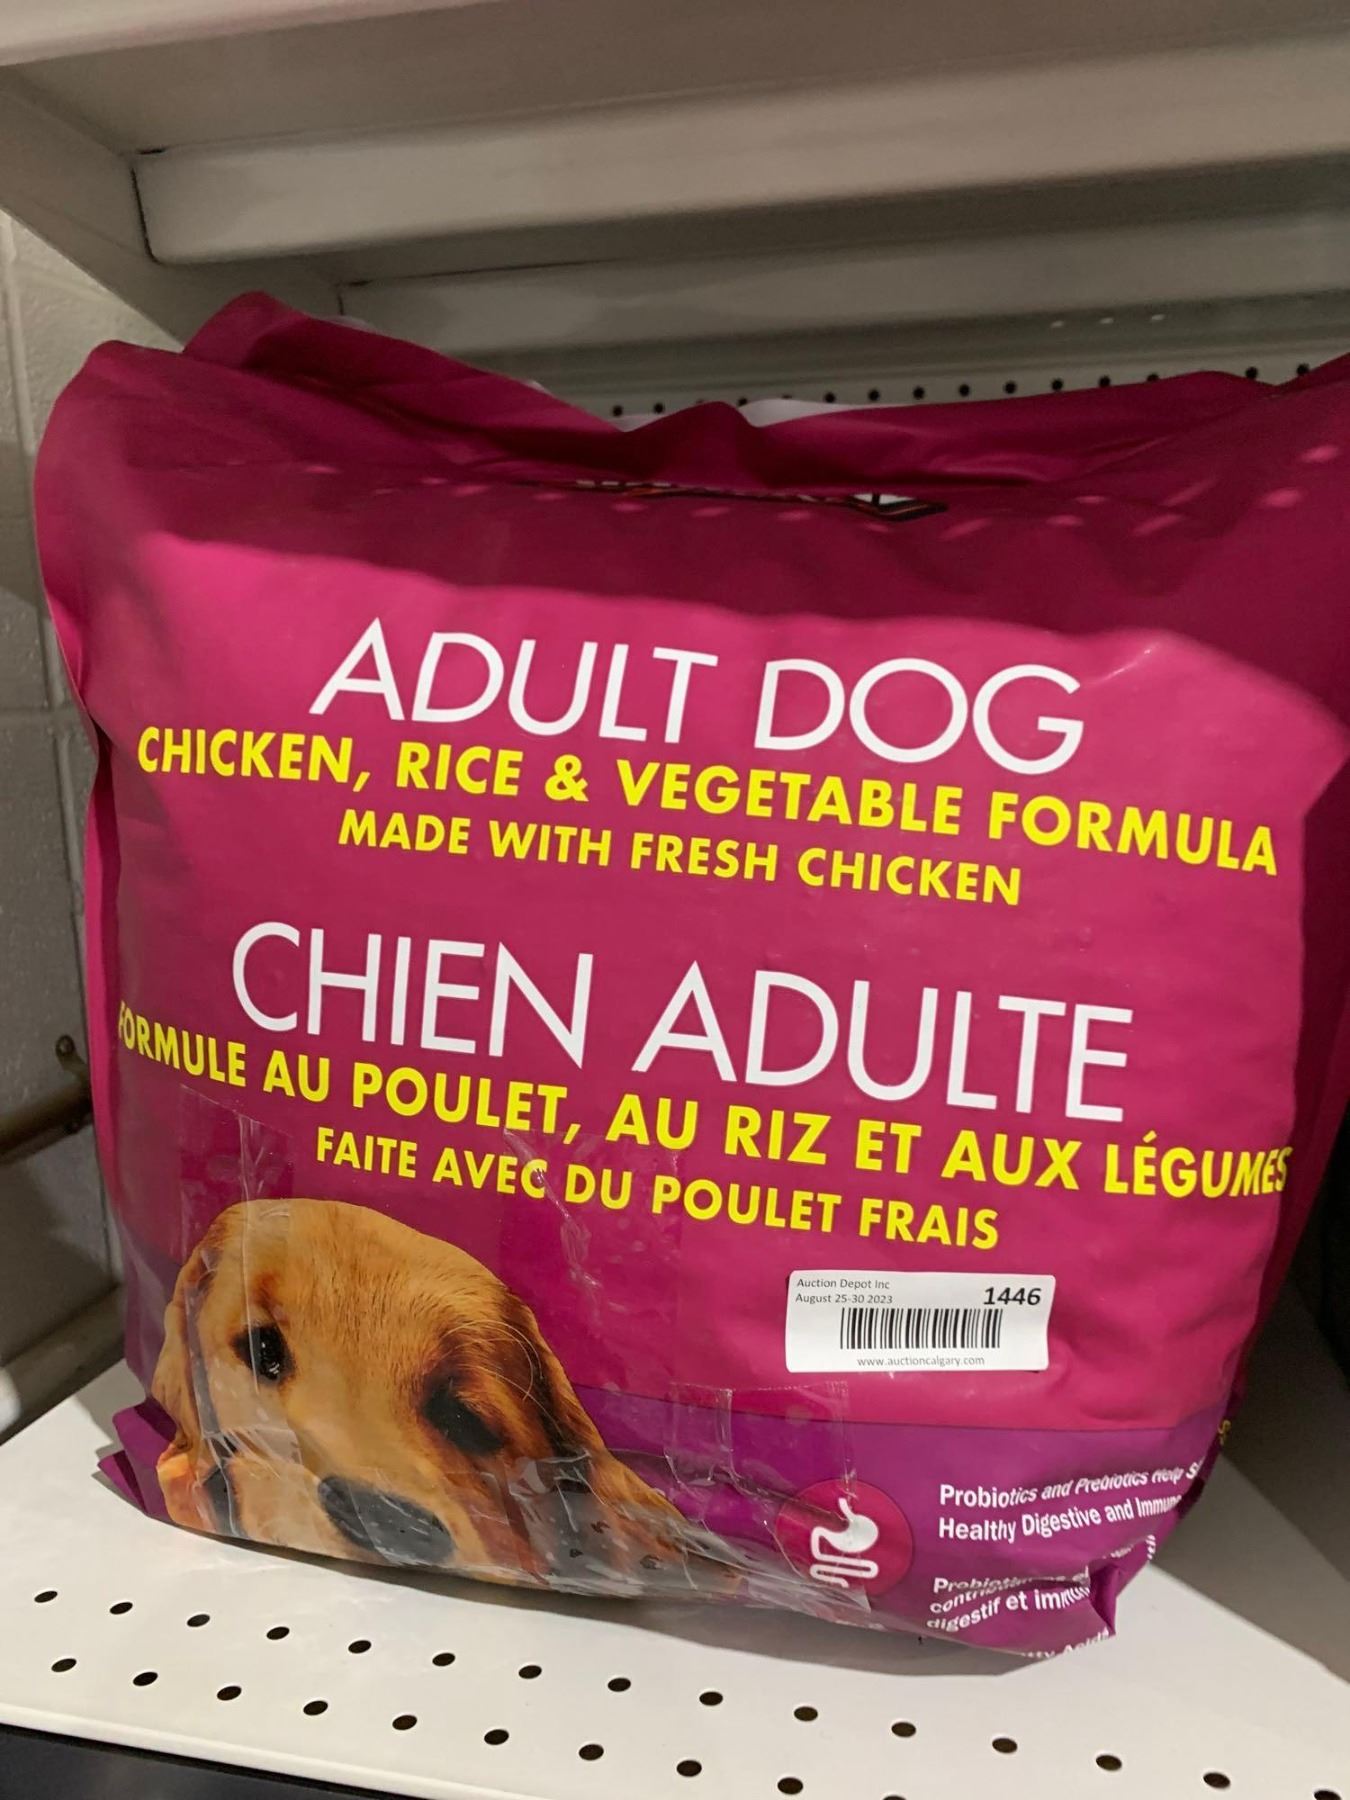 ADULT DOG
CHICKEN, RICE & VEGETABLE FORMULA
MADE WITH FRESH CHICKEN
CHIEN ADULTE
FORMULE AU POULET, AU RIZ ET AUX LÉGUMES
FAITE AVEC DU POULET FRAIS
Auction Depot Inc
August 25-30 2023
1446
www.auctioncalgary.com
Probiotics and Prebiotics Help
Healthy Digestive and
digestif et